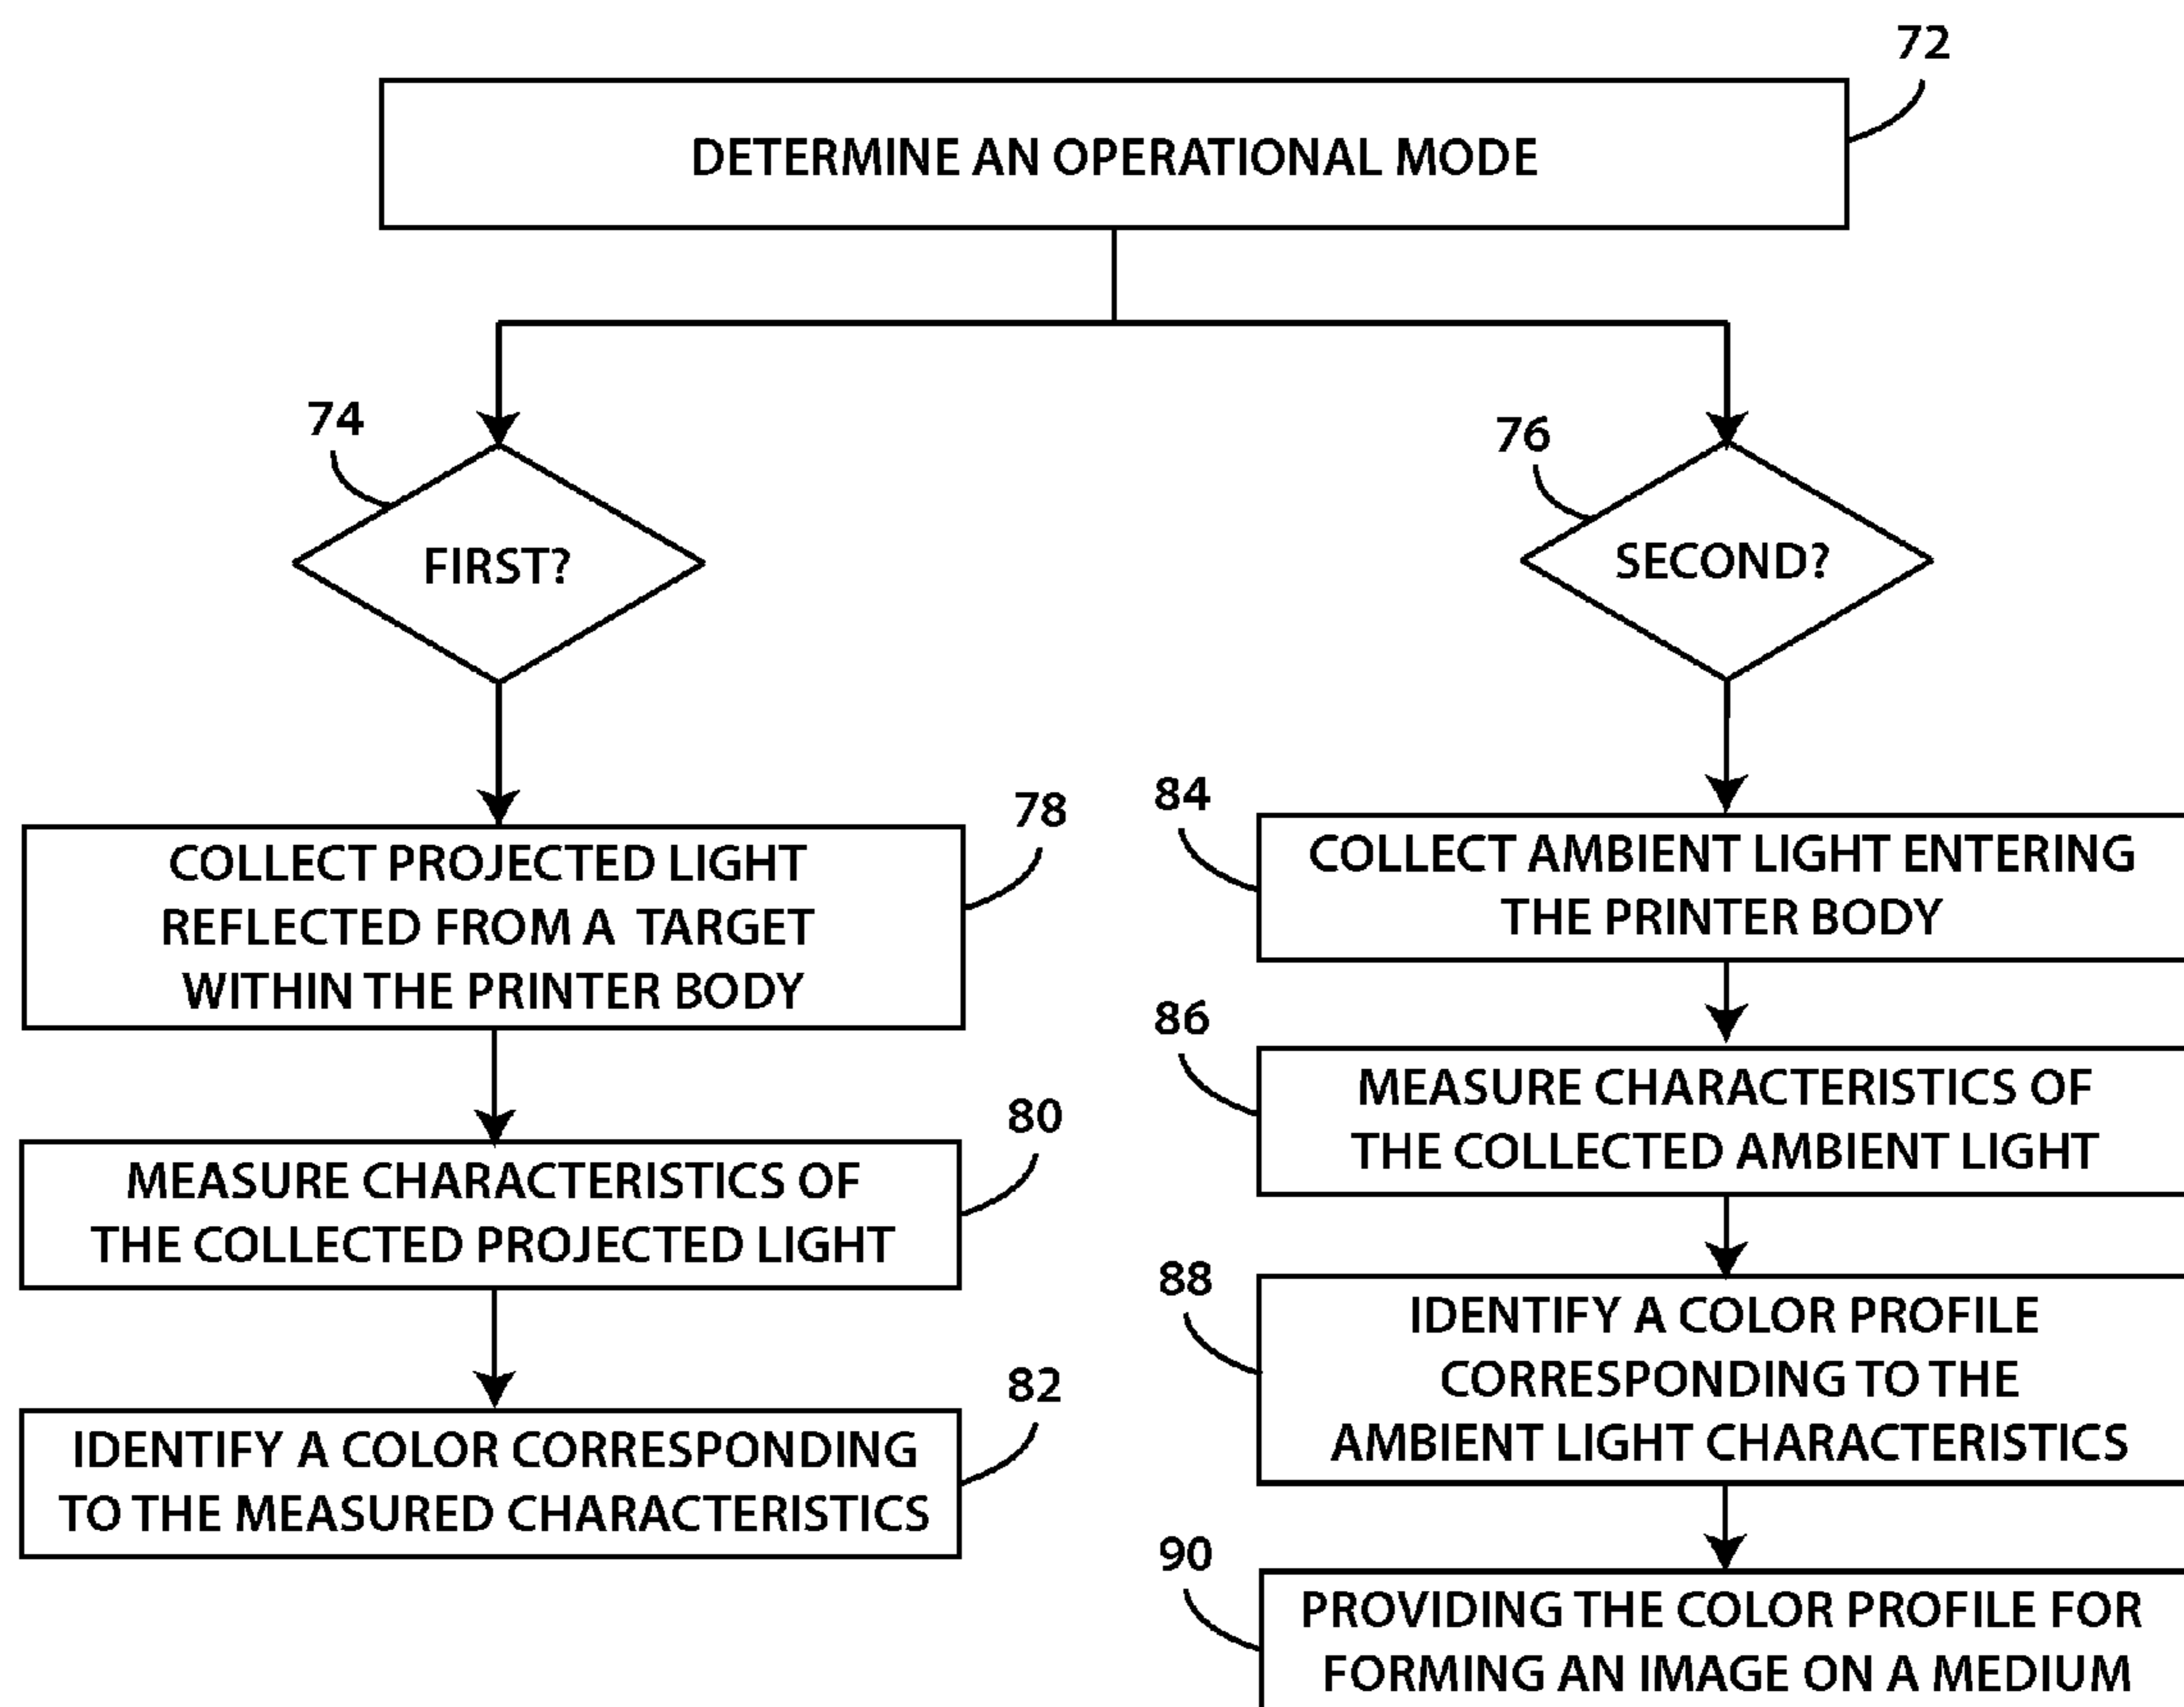 72
DETERMINE AN OPERATIONAL MODE
74
FIRST?
76
SECOND?
78
COLLECT PROJECTED LIGHT
REFLECTED FROM A TARGET
WITHIN THE PRINTER BODY
80
MEASURE CHARACTERISTICS OF
THE COLLECTED PROJECTED LIGHT
82
IDENTIFY A COLOR CORRESPONDING
TO THE MEASURED CHARACTERISTICS
84
COLLECT AMBIENT LIGHT ENTERING
THE PRINTER BODY
86
MEASURE CHARACTERISTICS OF
THE COLLECTED AMBIENT LIGHT
88
IDENTIFY A COLOR PROFILE
CORRESPONDING TO THE
AMBIENT LIGHT CHARACTERISTICS
90
PROVIDING THE COLOR PROFILE FOR
FORMING AN IMAGE ON A MEDIUM